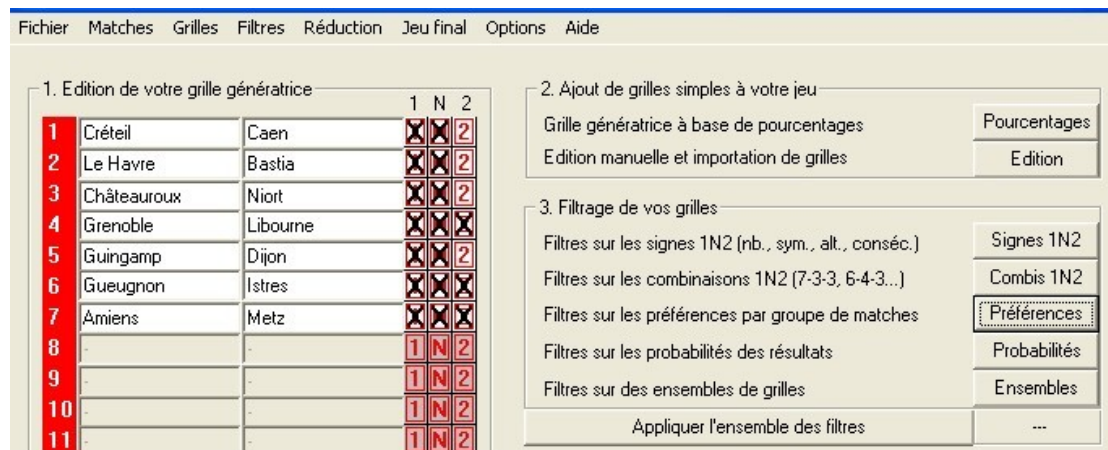 Fichier Matches Grilles Filtres Réduction Jeu final Options Aide
1. Edition de votre grille génératrice
1 N 2
1 Créteil Caen 2
2 Le Havre Bastia 2
3 Châteauroux Niort 2
4 Grenoble Libourne
5 Guingamp Dijon 2
6 Gueugnon Istres
7 Amiens Metz
8 - - 1 N 2
9 - - 1 N 2
10 - - 1 N 2
11 - - 1 N 2
2. Ajout de grilles simples à votre jeu
Grille génératrice à base de pourcentages Pourcentages
Edition manuelle et importation de grilles Edition
3. Filtrage de vos grilles
Filtres sur les signes 1N2 (nb., sym., alt., conséc.) Signes 1N2
Filtres sur les combinaisons 1N2 (7-3-3, 6-4-3...) Combis 1N2
Filtres sur les préférences par groupe de matches Préférences
Filtres sur les probabilités des résultats Probabilités
Filtres sur des ensembles de grilles Ensembles
Appliquer l'ensemble des filtres ---